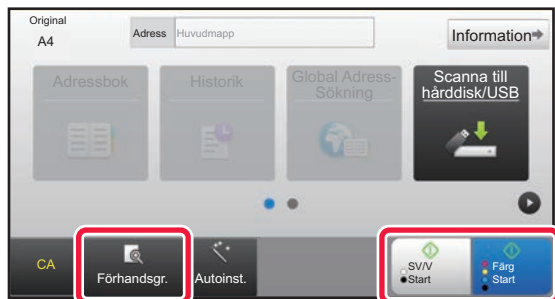 Original
A4
Adress
Huvudmapp
Information
Adressbok
Historik
Global Adress-
Sökning
Scanna till
hårddisk/USB
CA
Förhandsgr.
Autoinst.
SV/V
Start
Färg
Start